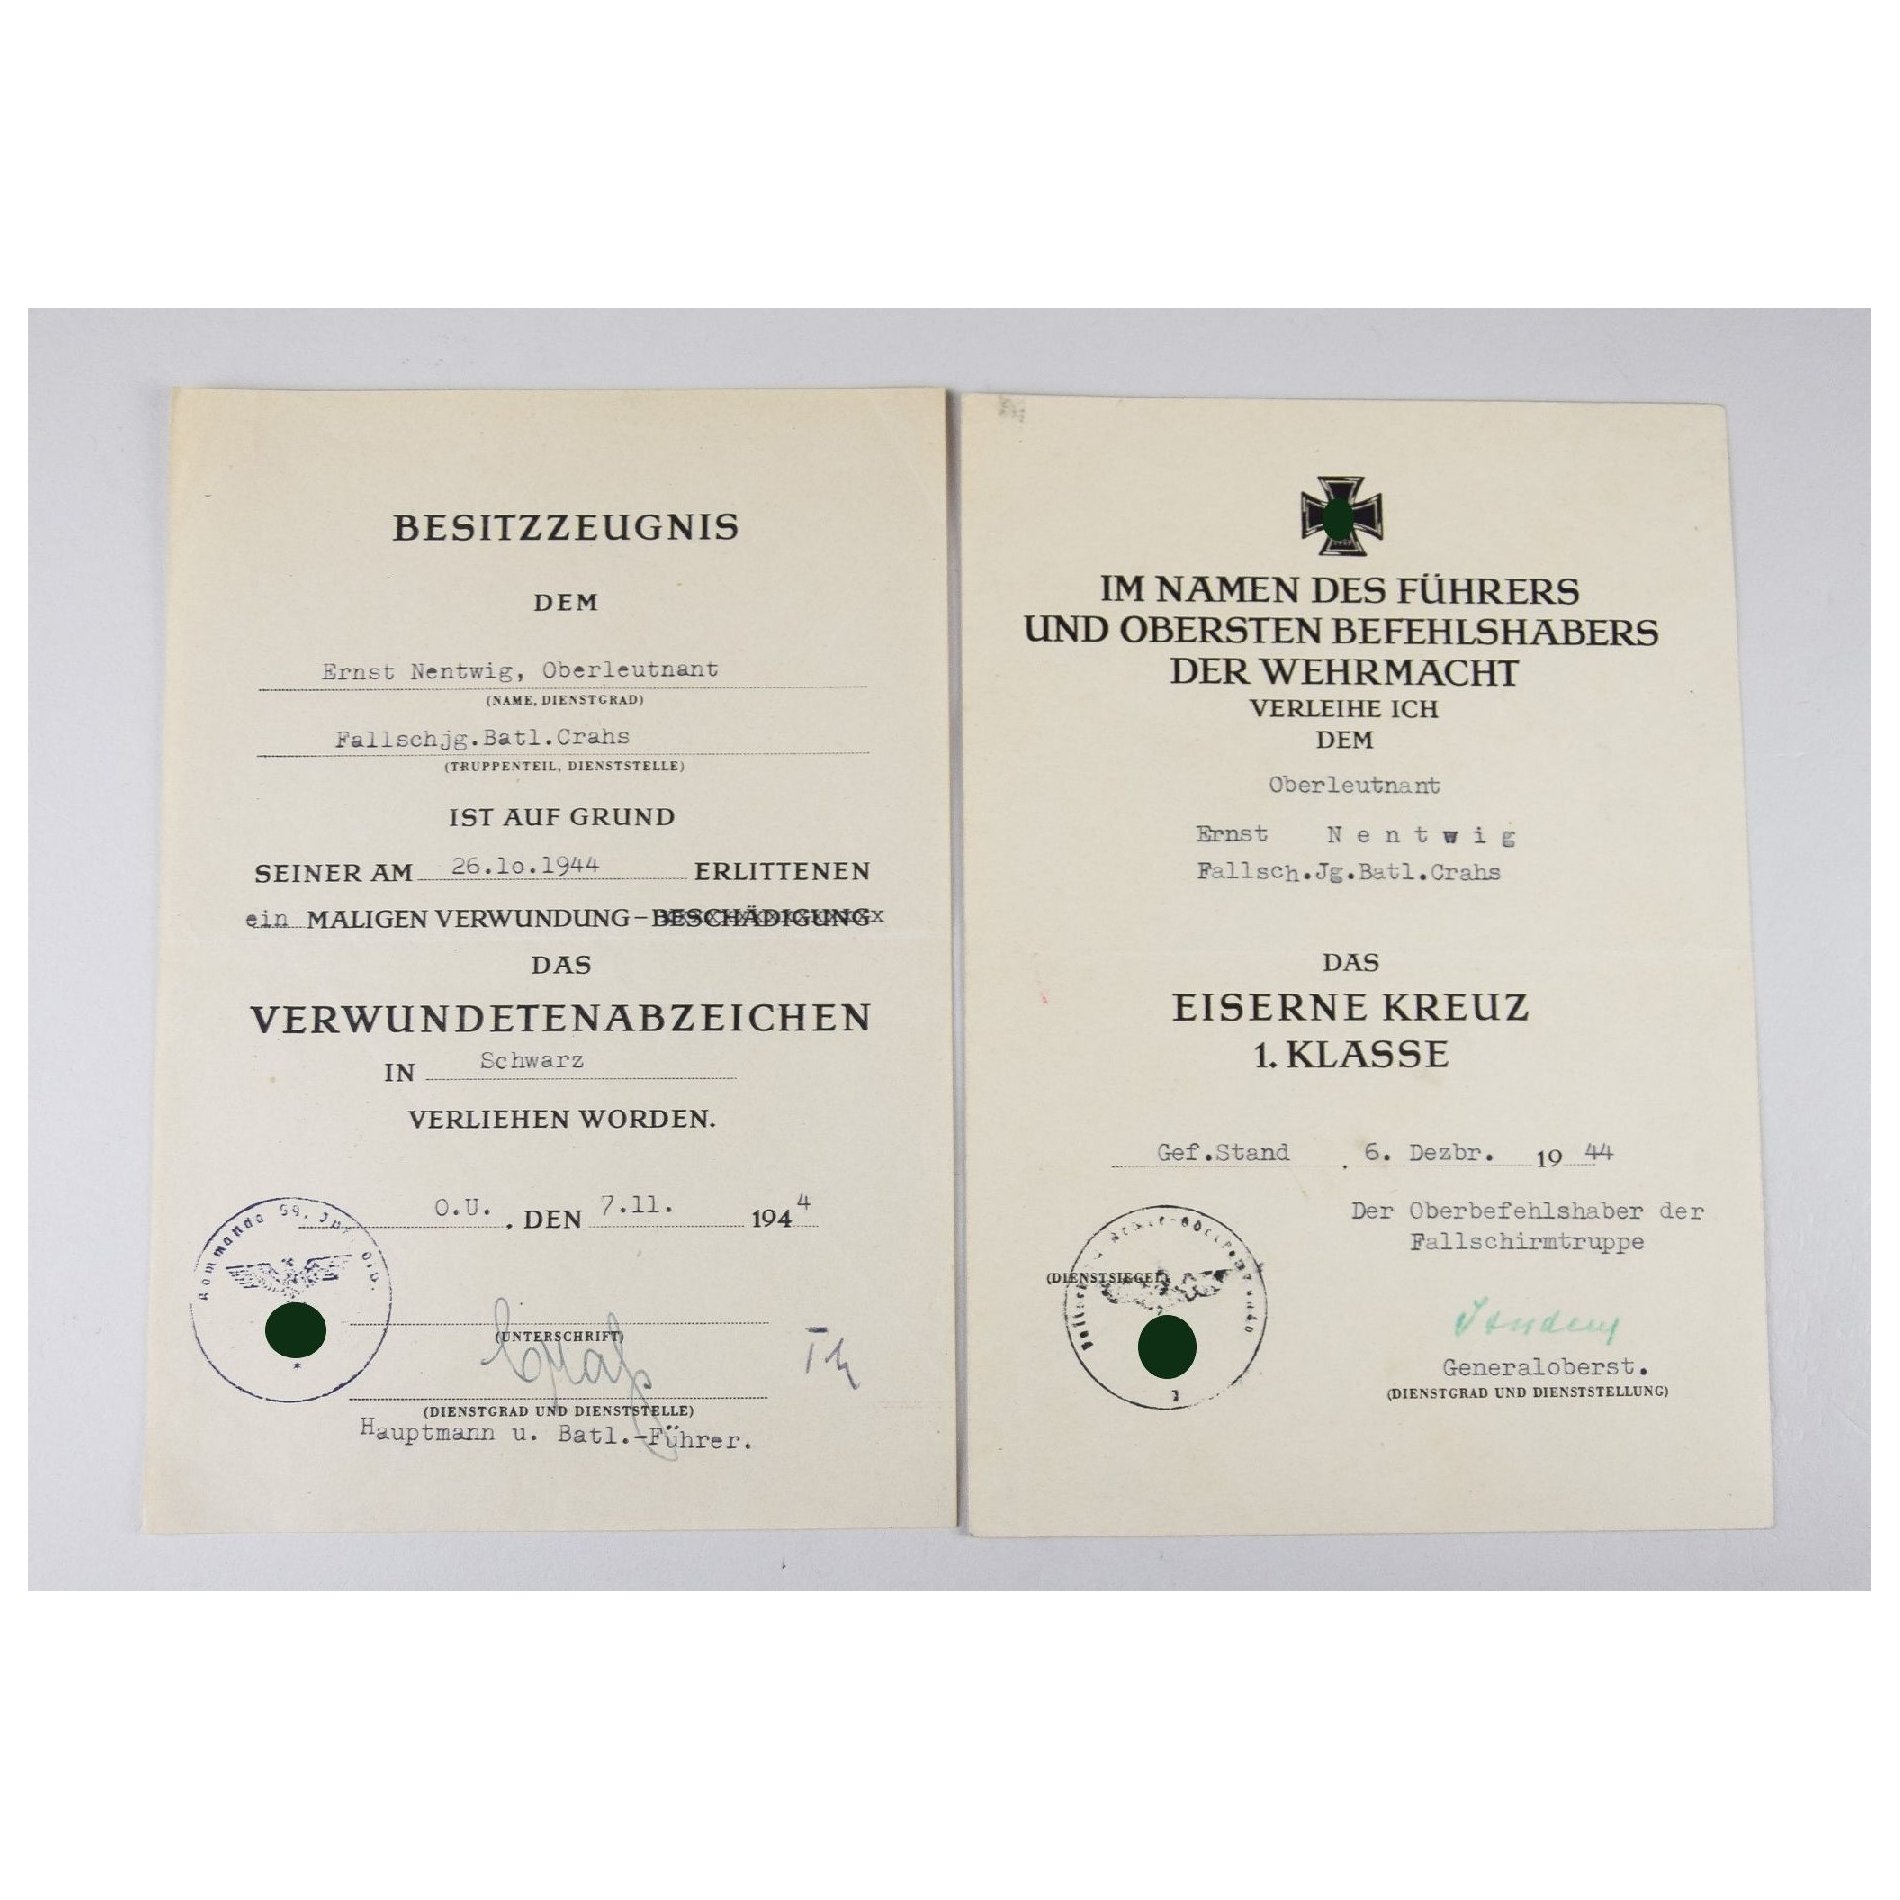 BESITZZEUGNIS
DEM
Ernst Nentwig, Oberleutnant
(NAME, DIENSTGRAD)
Fallschjg.Batl.Crahs
(TRUPPENTEIL, DIENSTSTELLE)
IST AUF GRUND
SEINER AM 26.10.1944 ERLITTENEN
ein MALIGEN VERWUNDUNG – BESCHÄDIGUNG
DAS
VERWUNDETENABZEICHEN
IN Schwarz
VERLIEHEN WORDEN.
O.U. , DEN 7.11. 1944
Kommando
(UNTERSCHRIFT)
(DIENSTGRAD UND DIENSTSTELLE)
Hauptmann u. Batl.-Führer.
IM NAMEN DES FÜHRERS
UND OBERSTEN BEFEHLSHABERS
DER WEHRMACHT
VERLEIHE ICH
DEM
Oberleutnant
Ernst Nentwig
Fallsch.Jg.Batl.Crahs
DAS
EISERNE KREUZ
1. KLASSE
Gef.Stand , 6. Dezbr. 19 44
Der Oberbefehlshaber der
Fallschirmtruppe
(DIENSTSIEGEL)
Generaloberst.
(DIENSTGRAD UND DIENSTSTELLUNG)